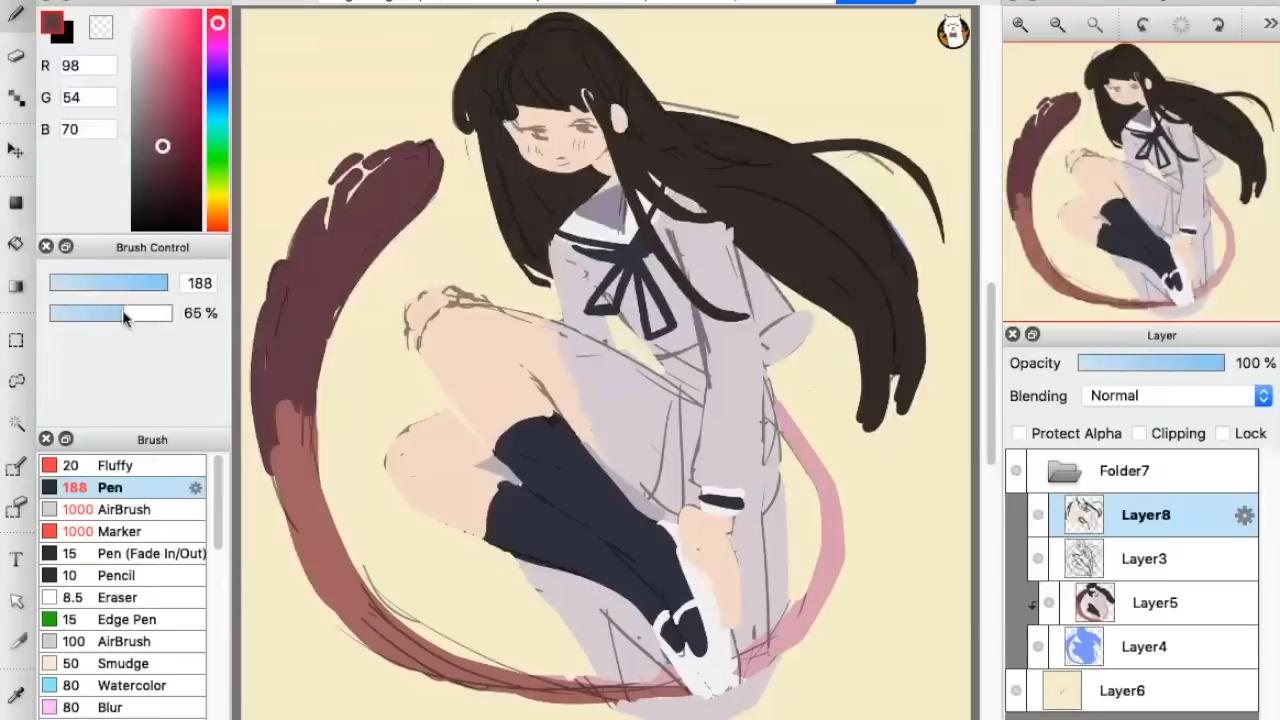 R 98
G 54
B 70
Brush Control
188
65 %
Brush
20 Fluffy
188 Pen
1000 AirBrush
1000 Marker
15 Pen (Fade In/Out)
10 Pencil
8.5 Eraser
15 Edge Pen
100 AirBrush
50 Smudge
80 Watercolor
80 Blur
T
Layer
Opacity 100 %
Blending Normal
Protect Alpha Clipping Lock
Folder7
Layer8
Layer3
Layer5
Layer4
Layer6